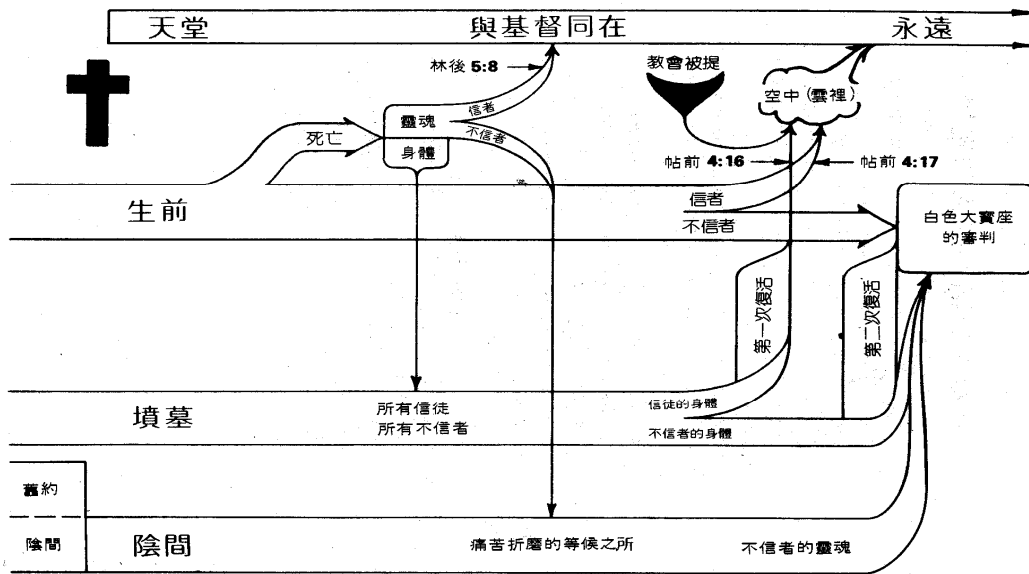 天堂
與基督同在
永遠
林後 5:8
教會被提
空中(雲裡)
信者
靈魂
不信者
死亡
身體
帖前 4:16
帖前 4:17
生前
信者
不信者
白色大寶座
的審判
第一次復活
第二次復活
墳墓
所有信徒
所有不信者
信徒的身體
不信者的身體
舊約
陰間
陰間
痛苦折磨的等候之所
不信者的靈魂